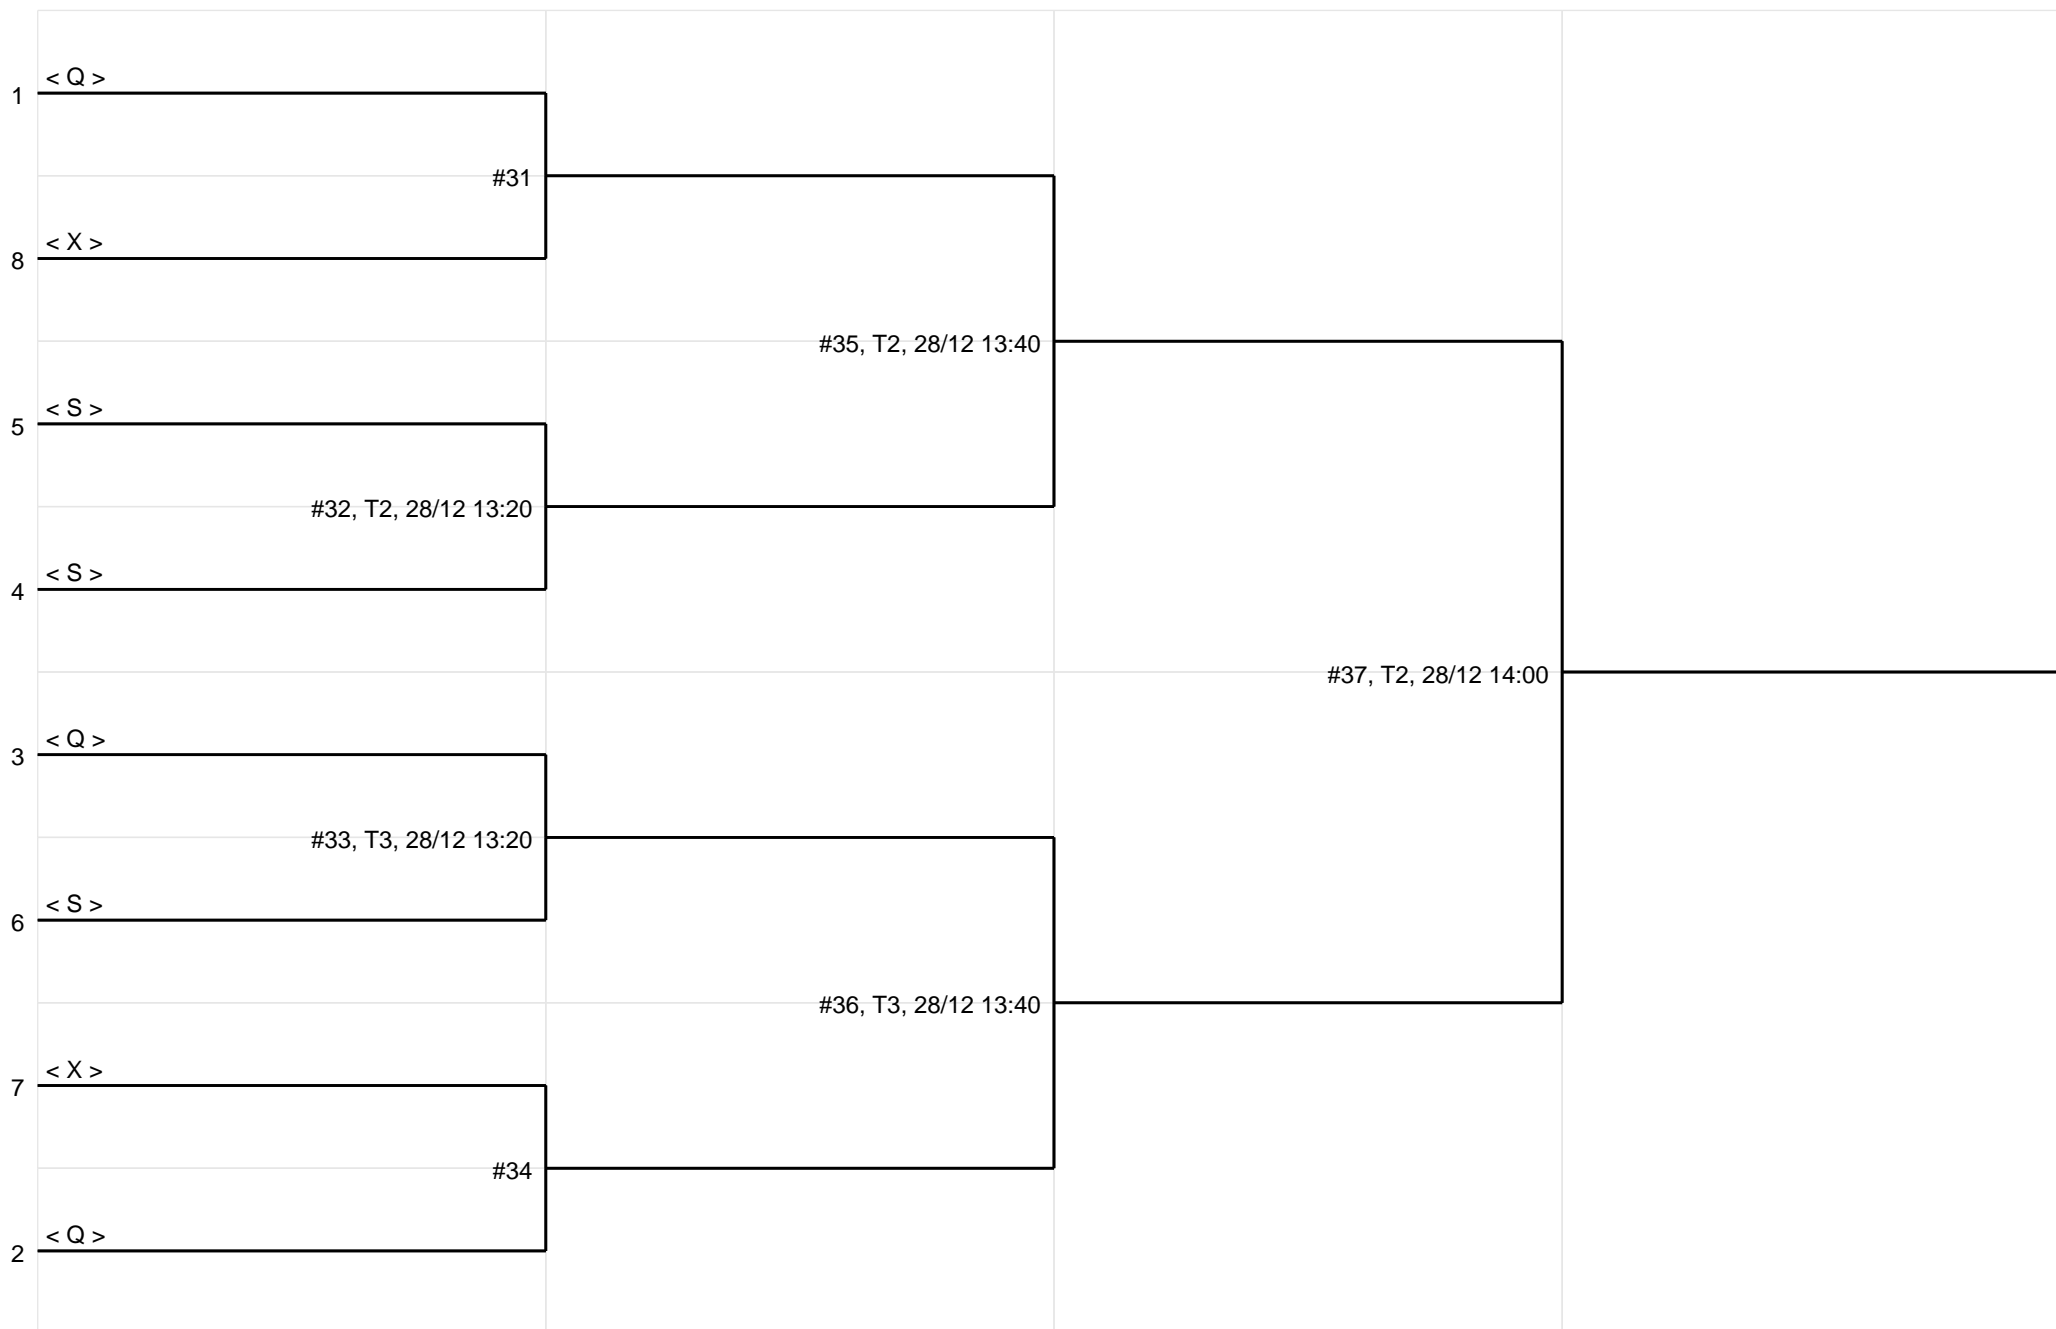 < Q >
1
#31
< X >
8
#35, T2, 28/12 13:40
< S >
5
#32, T2, 28/12 13:20
< S >
4
#37, T2, 28/12 14:00
< Q >
3
#33, T3, 28/12 13:20
< S >
6
#36, T3, 28/12 13:40
< X >
7
#34
< Q >
2